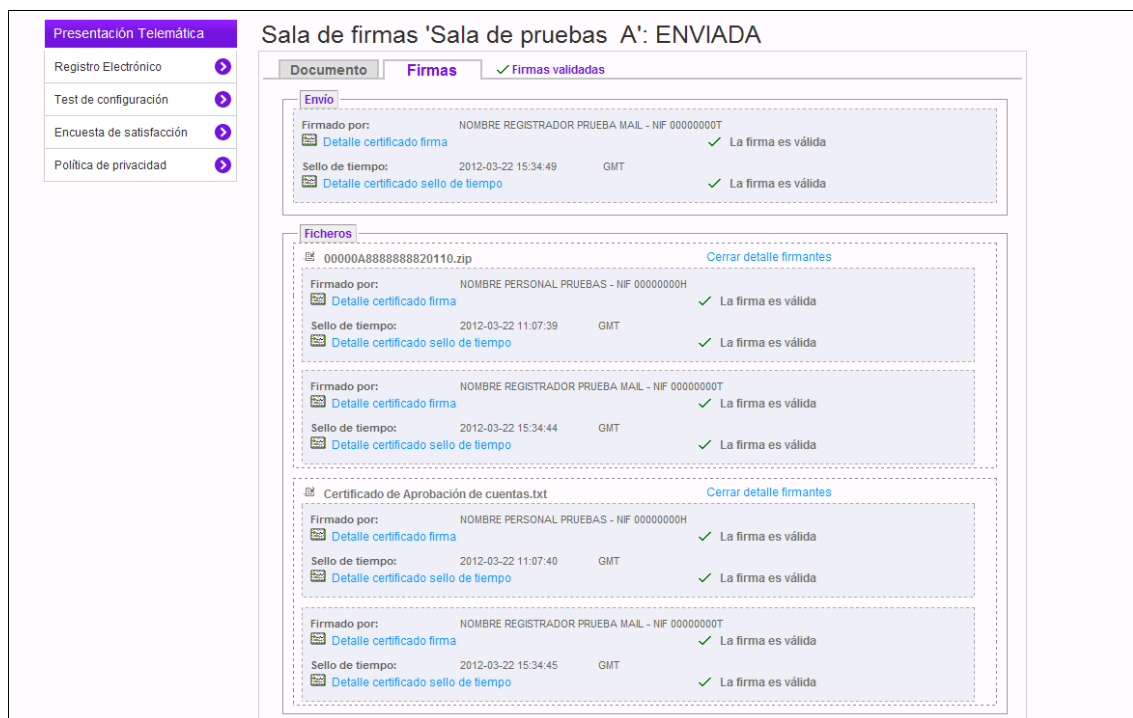 Presentación Telemática
Registro Electrónico
Test de configuración
Encuesta de satisfacción
Política de privacidad
Sala de firmas 'Sala de pruebas A': ENVIADA
Documento Firmas Firmas validadas
Envío
Firmado por: NOMBRE REGISTRADOR PRUEBA MAIL - NIF 00000000T
Detalle certificado firma La firma es válida
Sello de tiempo: 2012-03-22 15:34:49 GMT
Detalle certificado sello de tiempo La firma es válida
Ficheros
00000A8888888820110.zip Cerrar detalle firmantes
Firmado por: NOMBRE PERSONAL PRUEBAS - NIF 00000000H
Detalle certificado firma La firma es válida
Sello de tiempo: 2012-03-22 11:07:39 GMT
Detalle certificado sello de tiempo La firma es válida
Firmado por: NOMBRE REGISTRADOR PRUEBA MAIL - NIF 00000000T
Detalle certificado firma La firma es válida
Sello de tiempo: 2012-03-22 15:34:44 GMT
Detalle certificado sello de tiempo La firma es válida
Certificado de Aprobación de cuentas.txt Cerrar detalle firmantes
Firmado por: NOMBRE PERSONAL PRUEBAS - NIF 00000000H
Detalle certificado firma La firma es válida
Sello de tiempo: 2012-03-22 11:07:40 GMT
Detalle certificado sello de tiempo La firma es válida
Firmado por: NOMBRE REGISTRADOR PRUEBA MAIL - NIF 00000000T
Detalle certificado firma La firma es válida
Sello de tiempo: 2012-03-22 15:34:45 GMT
Detalle certificado sello de tiempo La firma es válida